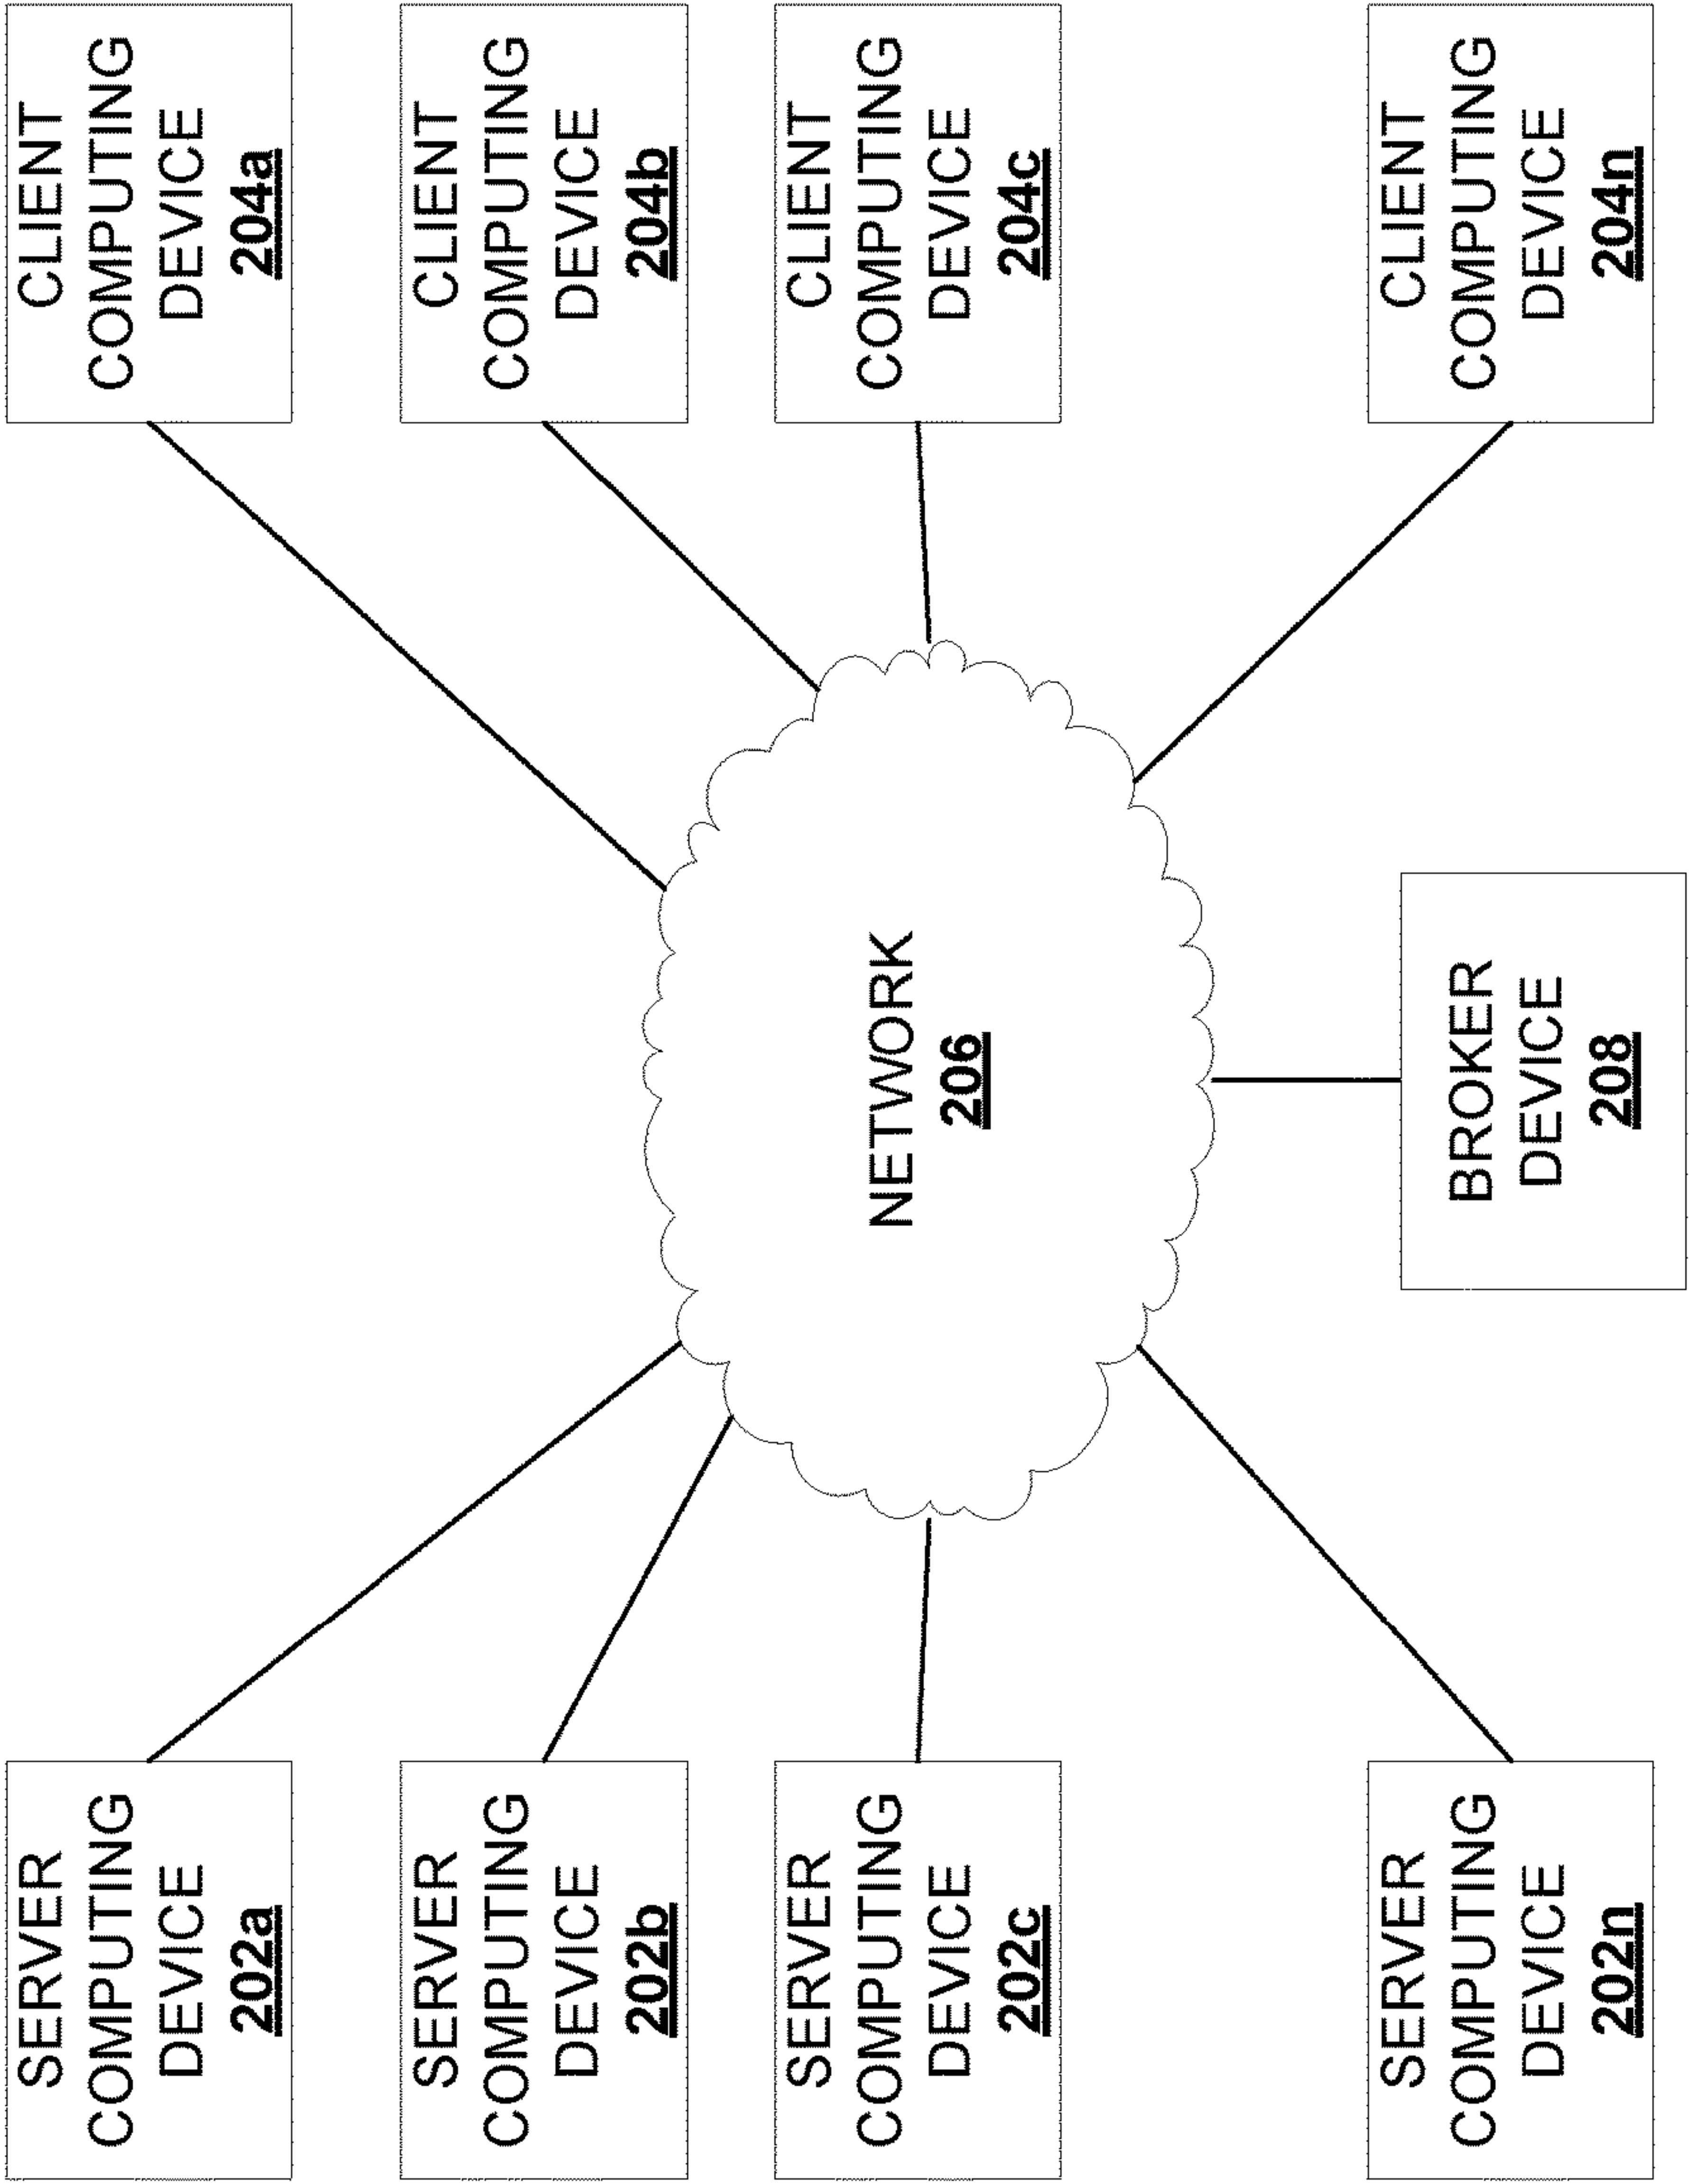 SERVER
COMPUTING
DEVICE
202a
SERVER
COMPUTING
DEVICE
202b
SERVER
COMPUTING
DEVICE
202c
SERVER
COMPUTING
DEVICE
202n
NETWORK
206
BROKER
DEVICE
208
CLIENT
COMPUTING
DEVICE
204a
CLIENT
COMPUTING
DEVICE
204b
CLIENT
COMPUTING
DEVICE
204c
CLIENT
COMPUTING
DEVICE
204n